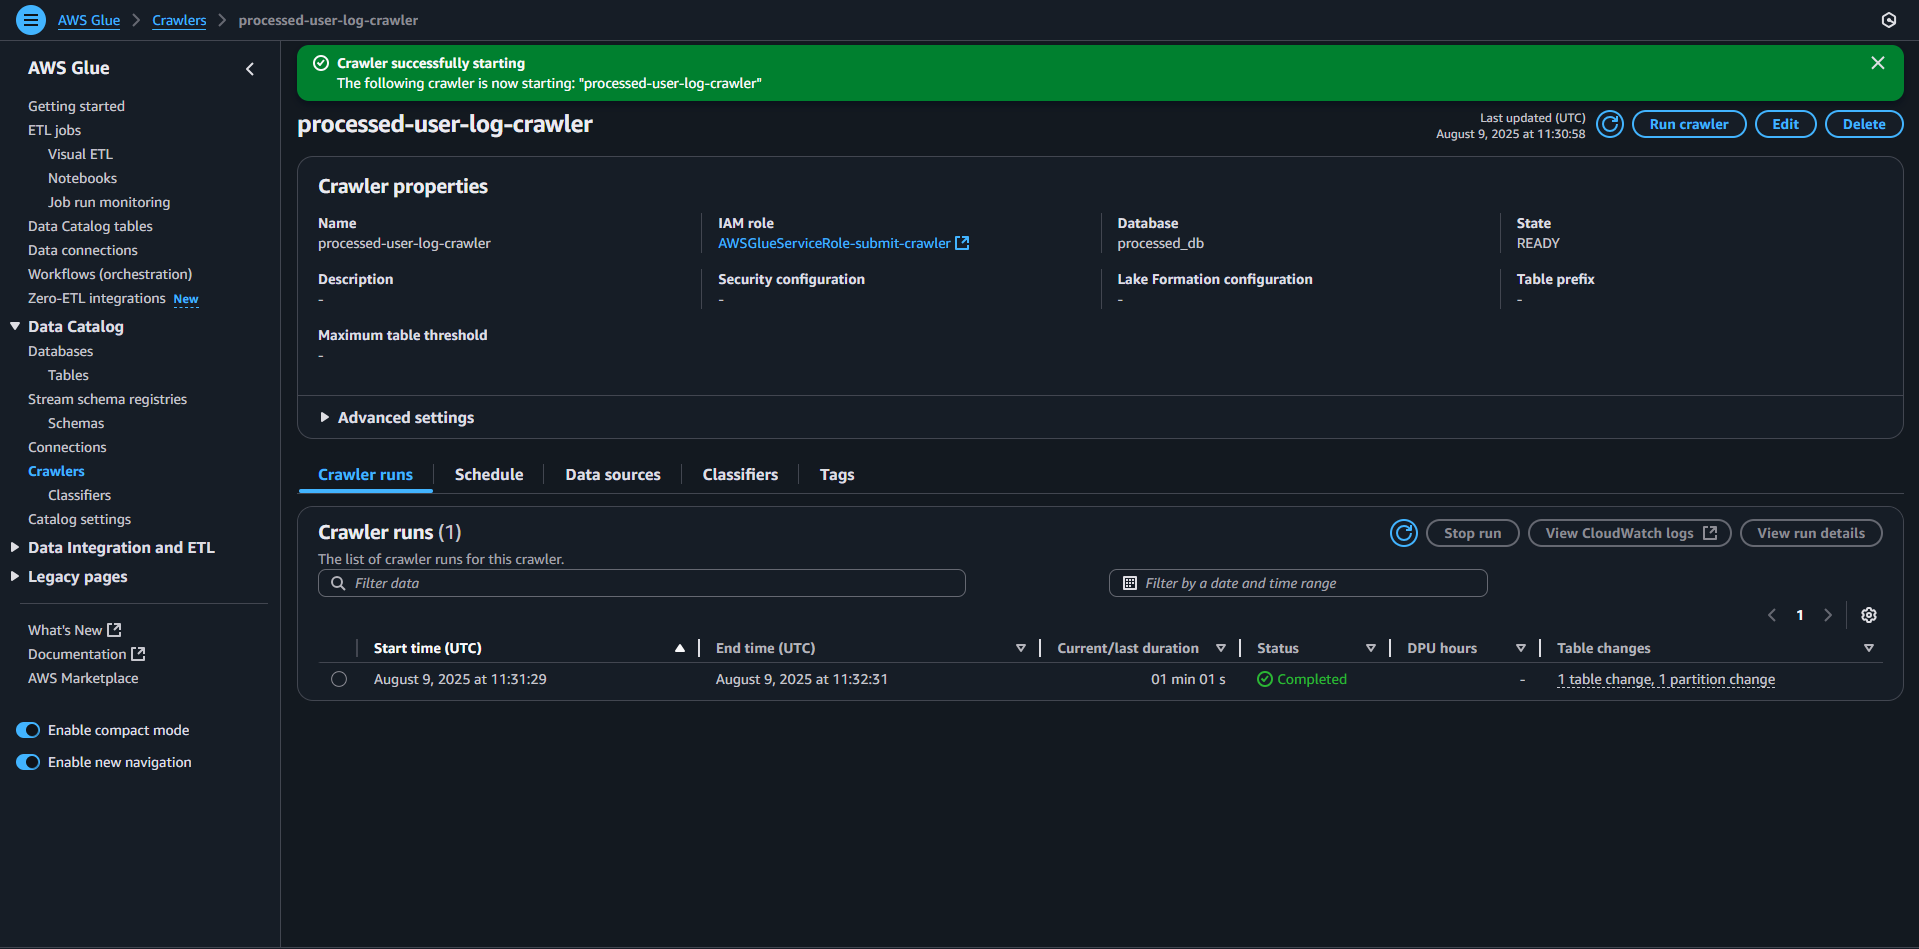 AWS Glue > Crawlers > processed-user-log-crawler
AWS Glue
Getting started
ETL jobs
Visual ETL
Notebooks
Job run monitoring
Data Catalog tables
Data connections
Workflows (orchestration)
Zero-ETL integrations New
Data Catalog
Databases
Tables
Stream schema registries
Schemas
Connections
Crawlers
Classifiers
Catalog settings
Data Integration and ETL
Legacy pages
What's New
Documentation
AWS Marketplace
Enable compact mode
Enable new navigation
Crawler successfully starting
The following crawler is now starting: "processed-user-log-crawler"
processed-user-log-crawler
Last updated (UTC)
August 9, 2025 at 11:30:58
Run crawler
Edit
Delete
Crawler properties
Name
processed-user-log-crawler
IAM role
AWSGlueServiceRole-submit-crawler
Database
processed_db
State
READY
Description
-
Security configuration
-
Lake Formation configuration
-
Table prefix
-
Maximum table threshold
-
Advanced settings
Crawler runs
Schedule
Data sources
Classifiers
Tags
Crawler runs (1)
The list of crawler runs for this crawler.
Stop run
View CloudWatch logs
View run details
Filter data
Filter by a date and time range
1
Start time (UTC) End time (UTC) Current/last duration Status DPU hours Table changes
August 9, 2025 at 11:31:29 August 9, 2025 at 11:32:31 01 min 01 s Completed - 1 table change, 1 partition change